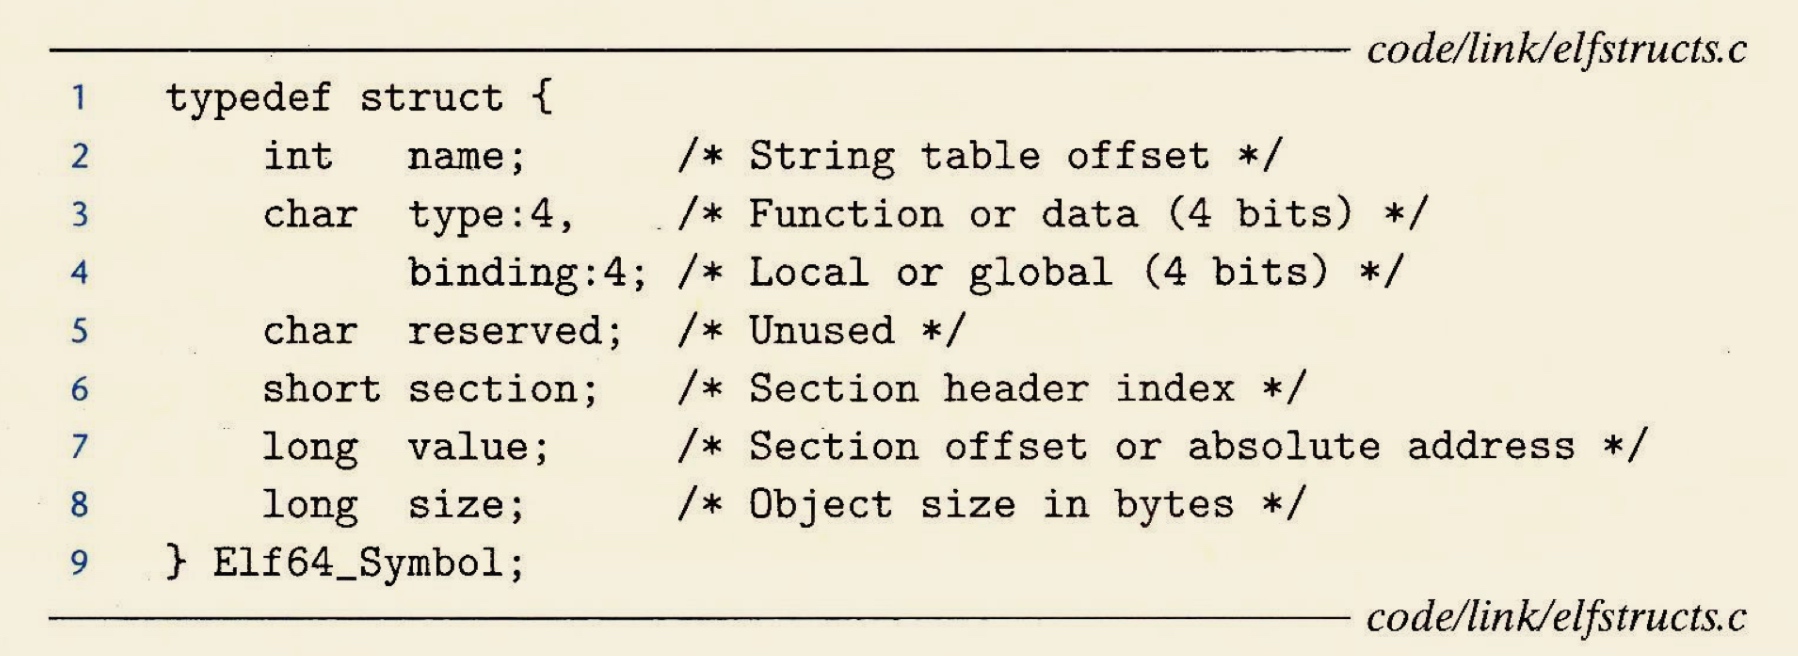 code/link/elfstructs.c
1 typedef struct {
2 int name; /* String table offset */
3 char type:4, /* Function or data (4 bits) */
4 binding:4; /* Local or global (4 bits) */
5 char reserved; /* Unused */
6 short section; /* Section header index */
7 long value; /* Section offset or absolute address */
8 long size; /* Object size in bytes */
9 } Elf64_Symbol;
code/link/elfstructs.c